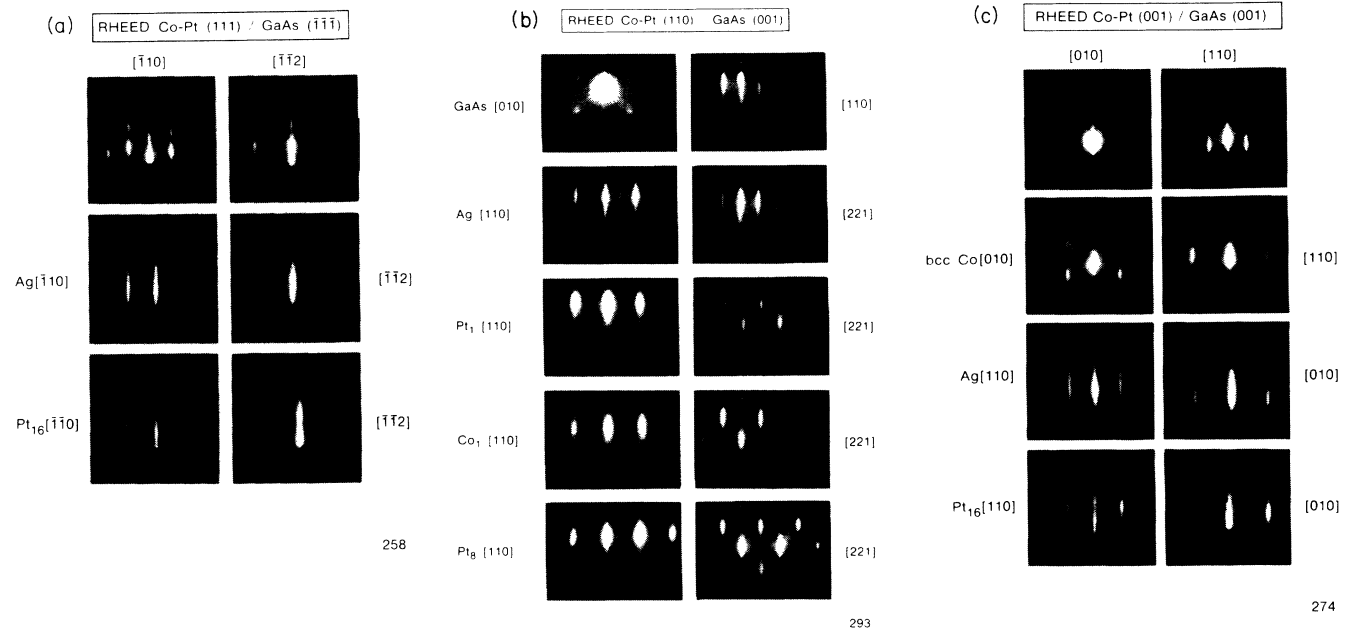 (a)
RHEED Co-Pt (111) / GaAs (1̅1̅1̅)
[1̅10] [1̅1̅2]
Ag[1̅10] [1̅1̅2]
Pt₁₆[1̅1̅0] [1̅1̅2]
258
(b)
RHEED Co-Pt (110) GaAs (001)
GaAs [010] [110]
Ag [110] [221]
Pt₁ [110] [221]
Co₁ [110] [221]
Pt₈ [110] [221]
293
(c)
RHEED Co-Pt (001) / GaAs (001)
[010] [110]
bcc Co[010] [110]
Ag[110] [010]
Pt₁₆[110] [010]
274